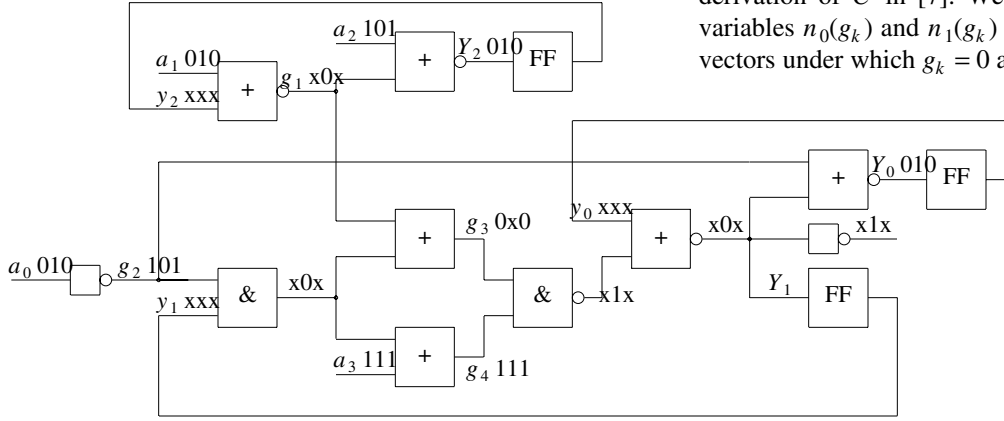 derivation of C in [7]. We
variables n0(gk) and n1(gk)
vectors under which gk = 0 a
a2 101
Y2 010
FF
a1 010
g1 x0x
+
+
y2 xxx
Y0 010
FF
+
y0 xxx
x0x
x1x
g3 0x0
+
+
a0 010
g2 101
y1 xxx
&
x0x
&
x1x
Y1
FF
a3 111
+
g4 111